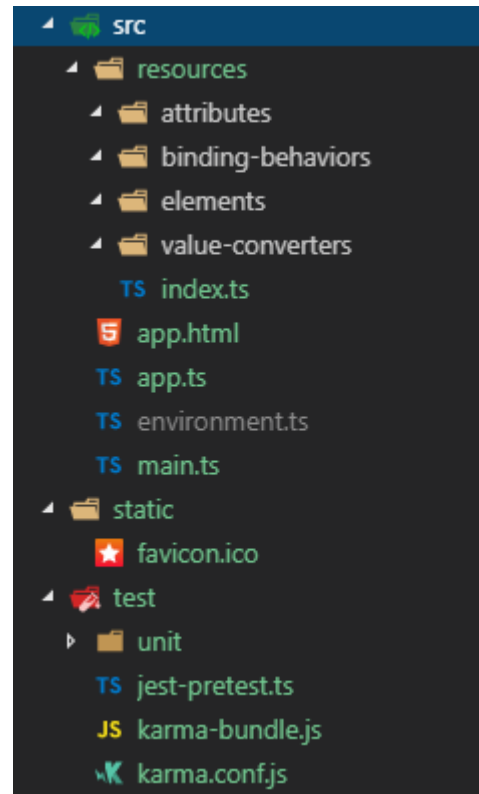 src
resources
attributes
binding-behaviors
elements
value-converters
TS index.ts
5 app.html
TS app.ts
TS environment.ts
TS main.ts
static
favicon.ico
test
unit
TS jest-pretest.ts
JS karma-bundle.js
K karma.conf.js